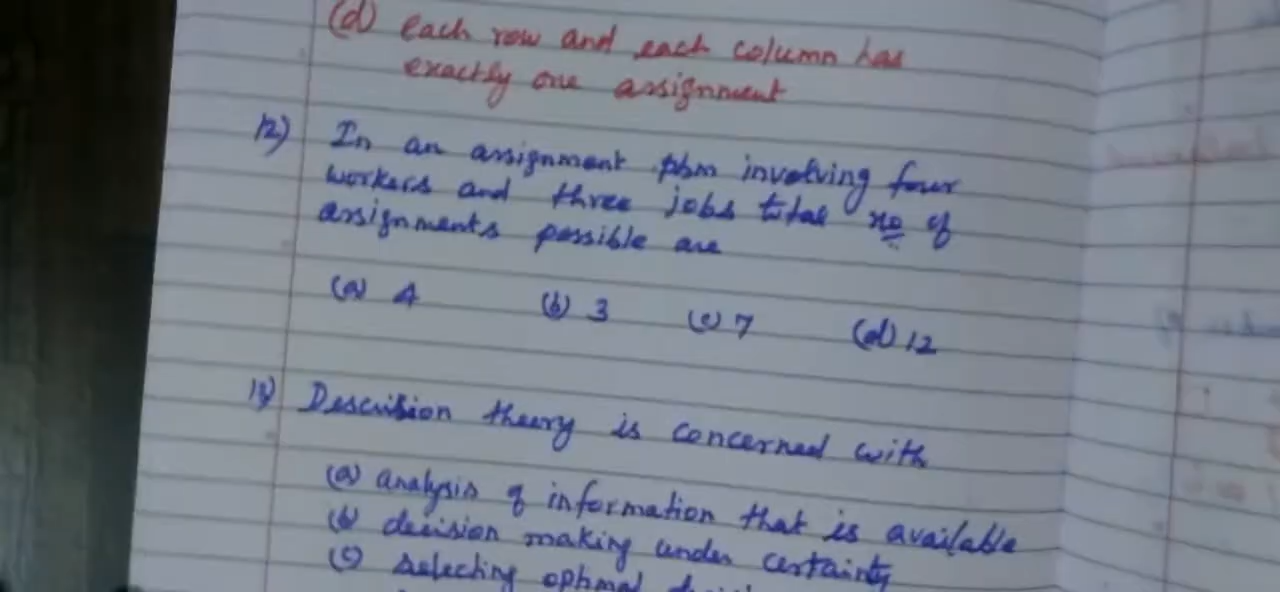 (d) each row and each column has
exactly one assignment
12) In an assignment pbm involving four
workers and three jobs total no of
assignments possible are
(a) 4 (b) 3 (c) 7 (d) 12
13) Descision theory is concerned with
(a) analysis of information that is available
(b) decision making under certainty
(c) selecting optimal